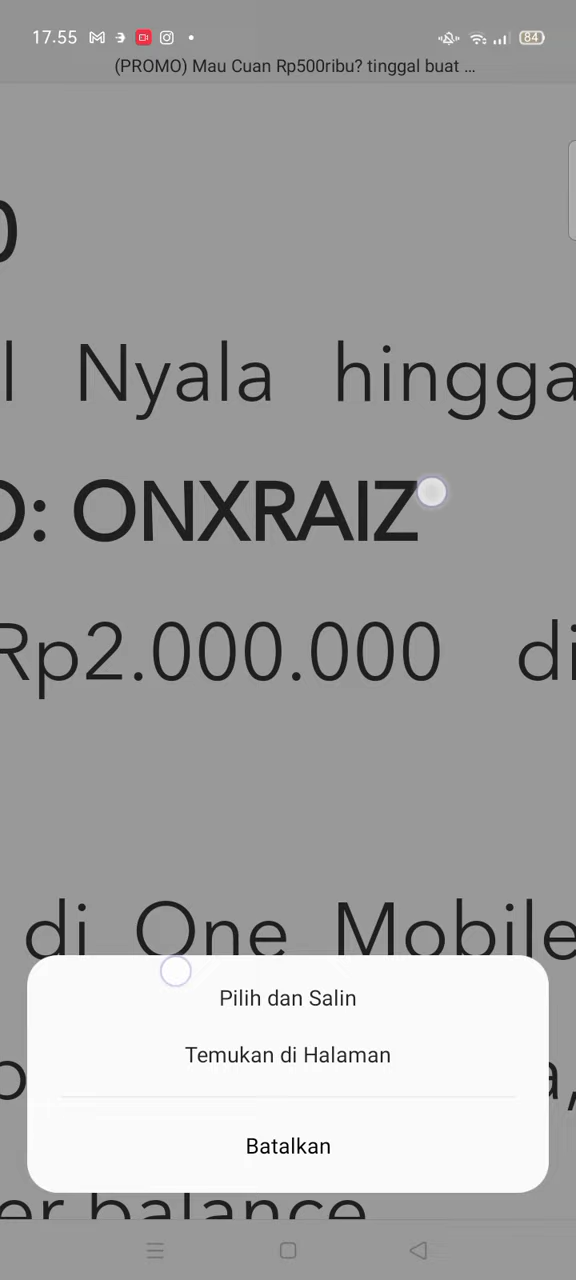 17.55
84
(PROMO) Mau Cuan Rp500ribu? tinggal buat ...
l Nyala hingga
: ONXRAIZ
Rp2.000.000 di
di One Mobile
Pilih dan Salin
Temukan di Halaman
Batalkan
er balance